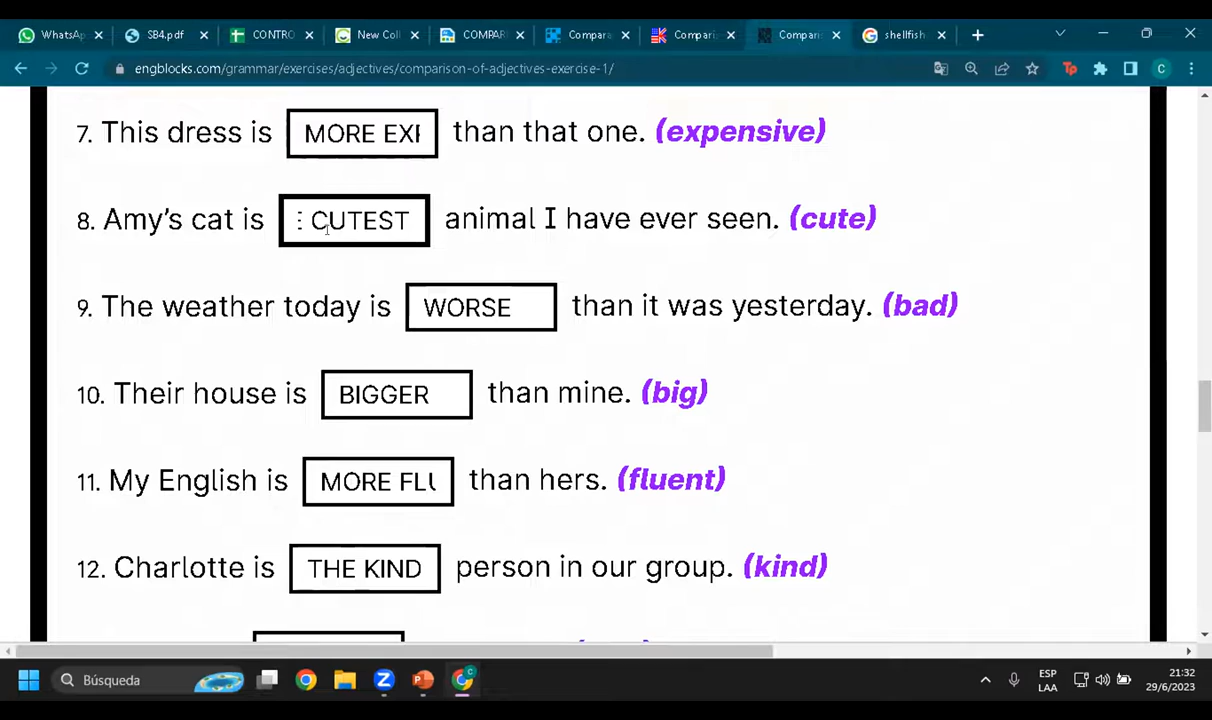 WhatsAp SB4.pdf CONTRO New Coll COMPAR Compara Comparis Comparis shellfish
engblocks.com/grammar/exercises/adjectives/comparison-of-adjectives-exercise-1/
7. This dress is MORE EXP than that one. (expensive)
8. Amy's cat is E CUTEST animal I have ever seen. (cute)
9. The weather today is WORSE than it was yesterday. (bad)
10. Their house is BIGGER than mine. (big)
11. My English is MORE FLU than hers. (fluent)
12. Charlotte is THE KIND person in our group. (kind)
Búsqueda ESP 21:32
LAA 29/6/2023